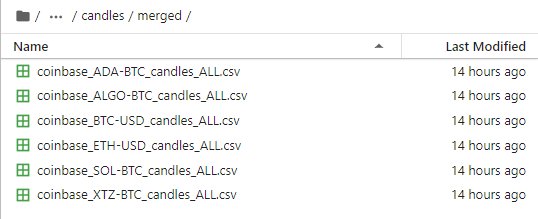 / ... / candles / merged /
Name Last Modified
coinbase_ADA-BTC_candles_ALL.csv 14 hours ago
coinbase_ALGO-BTC_candles_ALL.csv 14 hours ago
coinbase_BTC-USD_candles_ALL.csv 14 hours ago
coinbase_ETH-USD_candles_ALL.csv 14 hours ago
coinbase_SOL-BTC_candles_ALL.csv 14 hours ago
coinbase_XTZ-BTC_candles_ALL.csv 14 hours ago